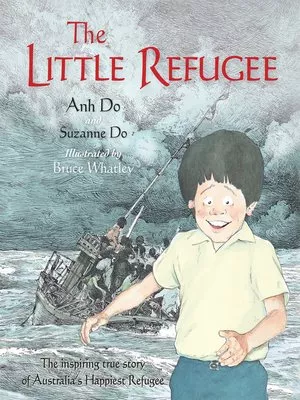 The
LITTLE REFUGEE
Anh Do
and
Suzanne Do
Illustrated by
Bruce Whatley
The inspiring true story
of Australia's Happiest Refugee